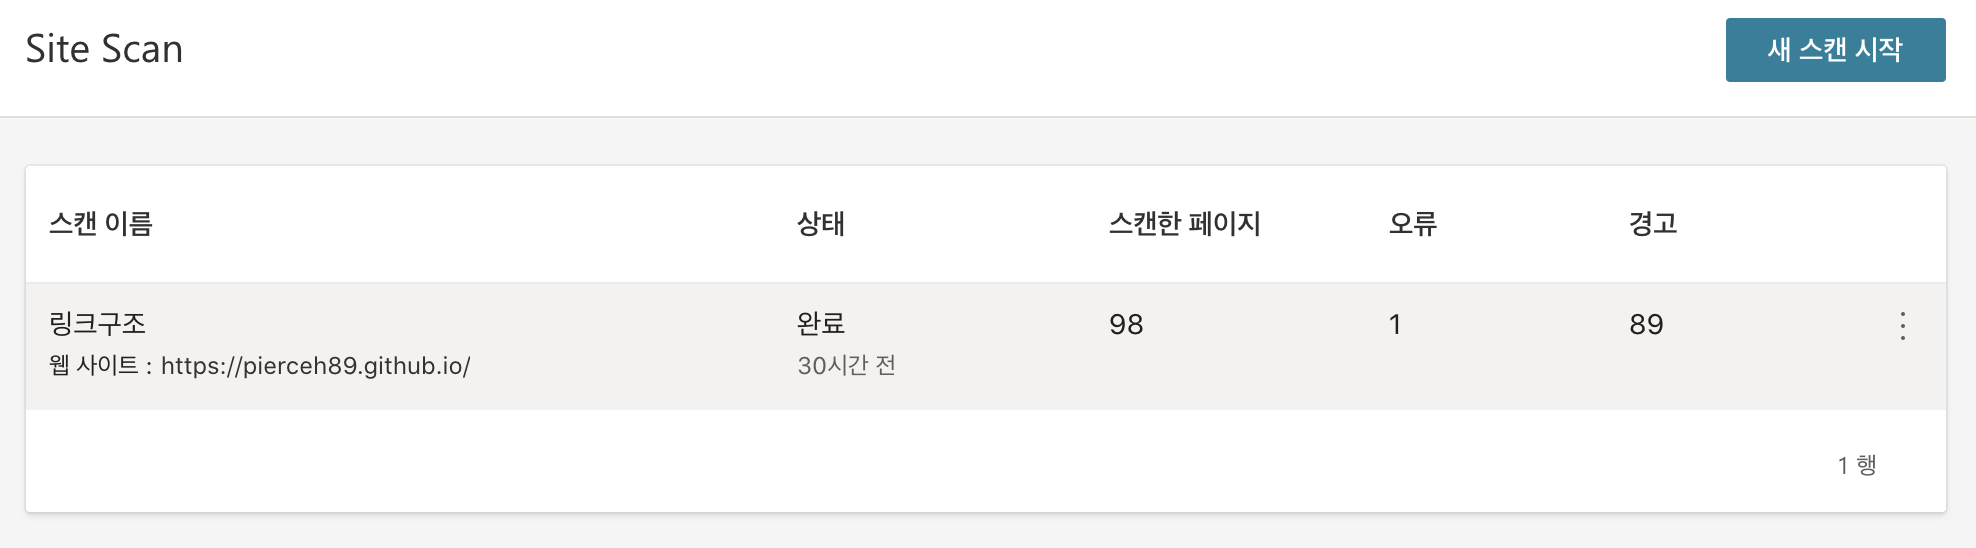 Site Scan
새 스캔 시작
스캔 이름 상태 스캔한 페이지 오류 경고
링크구조 완료 98 1 89
웹 사이트 : https://pierceh89.github.io/ 30시간 전
1 행